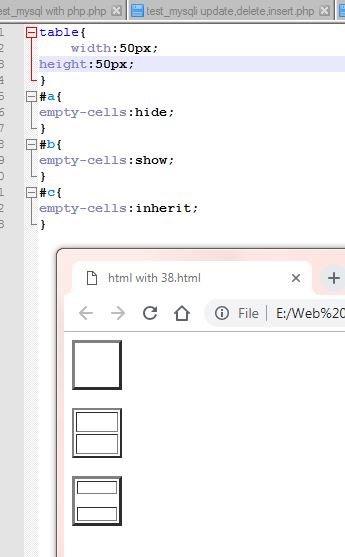 est_mysql with php.php
test_mysqli update,delete,insert.php
1 table{
2 width:50px;
3 height:50px;
4 }
5 #a{
6 empty-cells:hide;
7 }
8 #b{
9 empty-cells:show;
0 }
1 #c{
2 empty-cells:inherit;
3 }
html with 38.html
File E:/Web%20